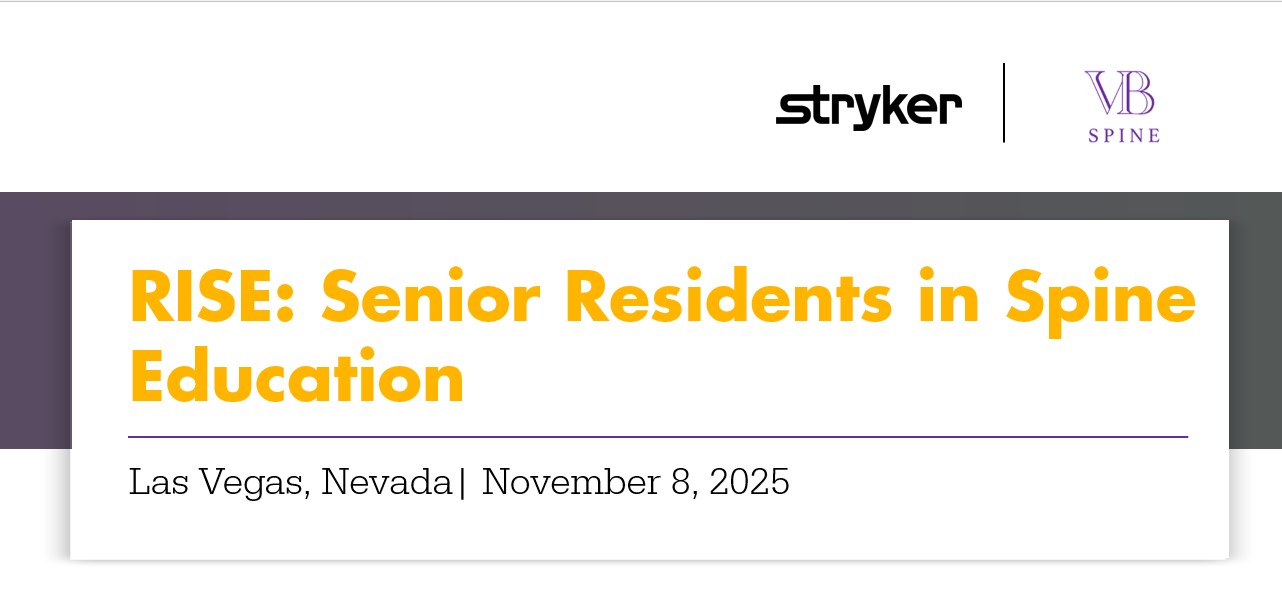 stryker
VB
SPINE
RISE: Senior Residents in Spine
Education
Las Vegas, Nevada| November 8, 2025